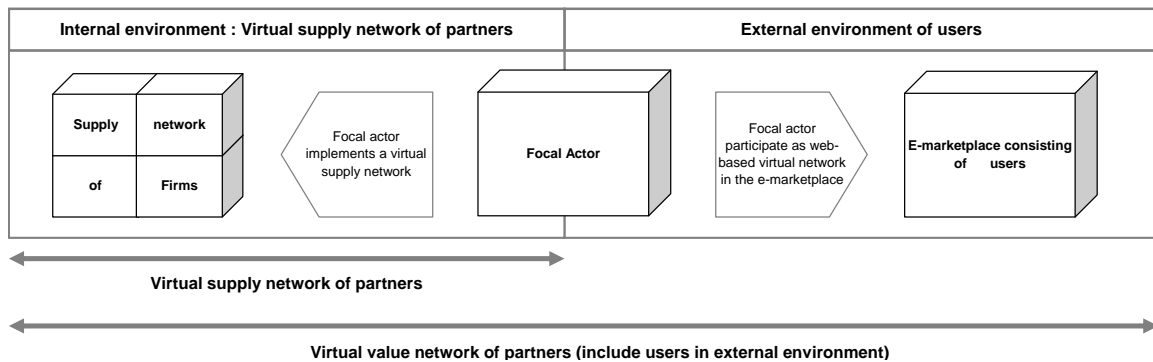 Internal environment : Virtual supply network of partners
External environment of users
Supply network
of Firms
Focal actor
implements a virtual
supply network
Focal Actor
Focal actor
participate as web-
based virtual network
in the e-marketplace
E-marketplace consisting
of users
Virtual supply network of partners
Virtual value network of partners (include users in external environment)